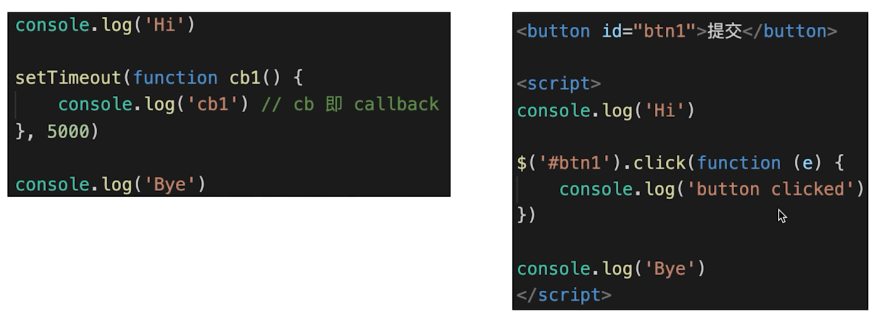 console.log('Hi')
setTimeout(function cb1() {
    console.log('cb1') // cb 即 callback
}, 5000)
console.log('Bye')
<button id="btn1">提交</button>
<script>
console.log('Hi')
$('#btn1').click(function (e) {
    console.log('button clicked')
})
console.log('Bye')
</script>